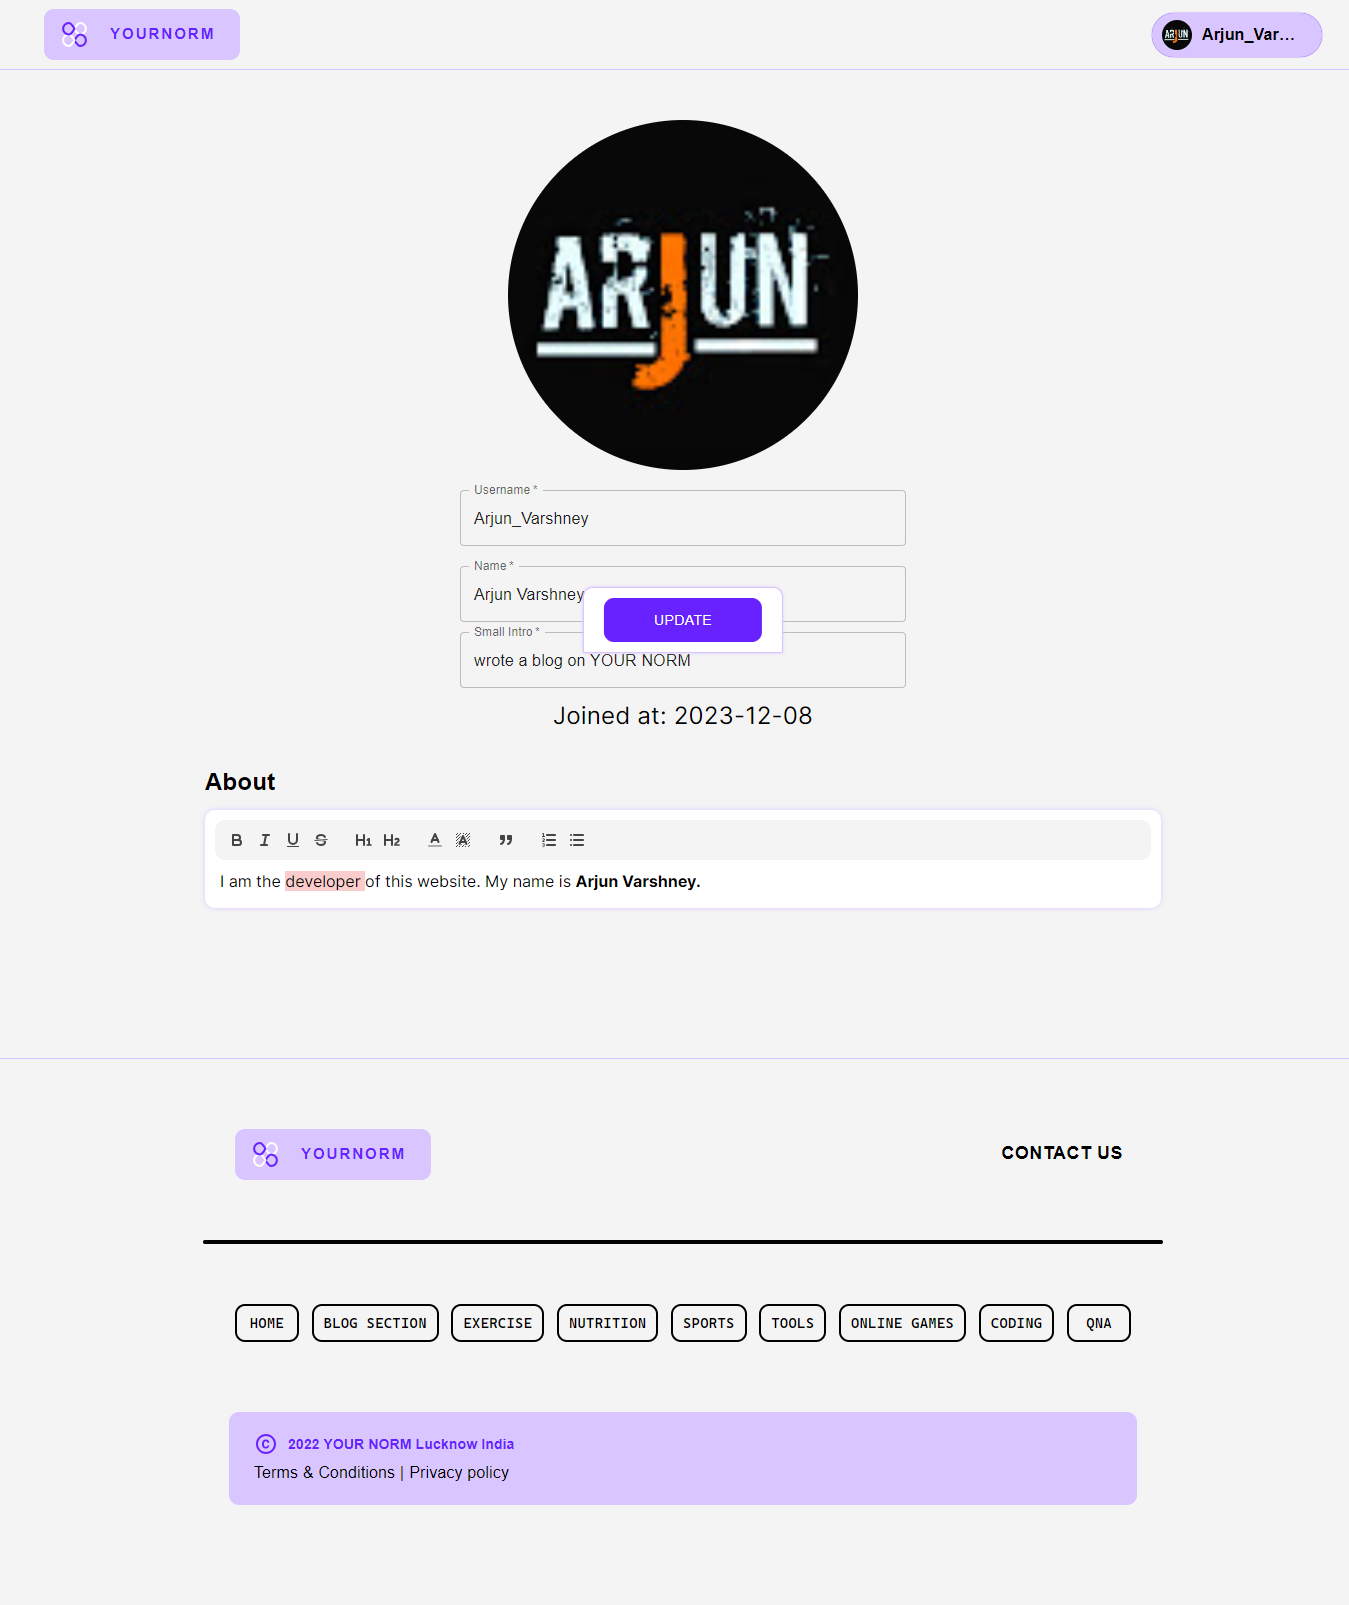 YOURNORM
ARJUN Arjun_Var...
ARJUN
Username *
Arjun_Varshney
Name *
Arjun Varshney
UPDATE
Small Intro *
wrote a blog on YOUR NORM
Joined at: 2023-12-08
About
B I U S H1 H2 A A
I am the developer of this website. My name is Arjun Varshney.
YOURNORM
CONTACT US
HOME BLOG SECTION EXERCISE NUTRITION SPORTS TOOLS ONLINE GAMES CODING QNA
© 2022 YOUR NORM Lucknow India
Terms & Conditions | Privacy policy